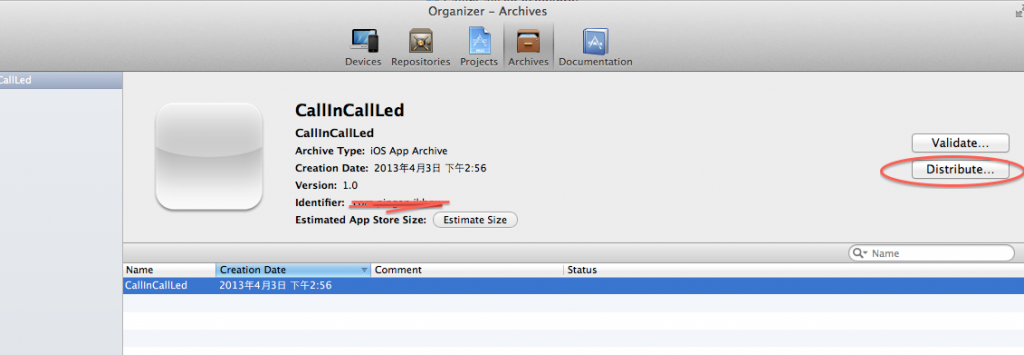 Organizer - Archives
Devices Repositories Projects Archives Documentation
CallLed
CallInCallLed
CallInCallLed
Archive Type: iOS App Archive
Creation Date: 2013年4月3日 下午2:56
Version: 1.0
Identifier:
Estimated App Store Size: Estimate Size
Validate...
Distribute...
Name
Name Creation Date Comment Status
CallInCallLed 2013年4月3日 下午2:56